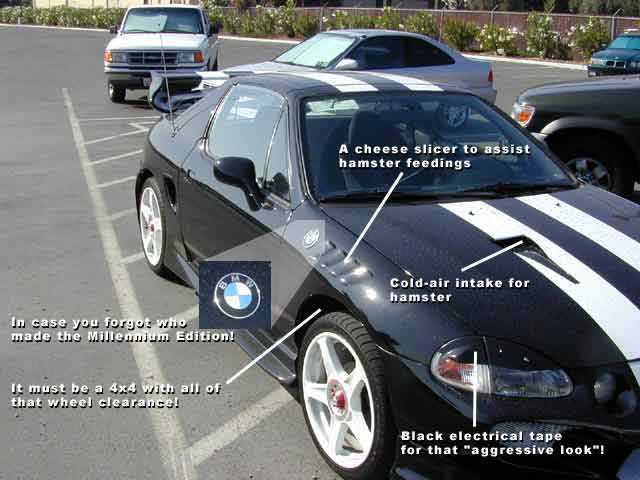 A cheese slicer to assist
hamster feedings
Cold-air intake for
hamster
BMW
In case you forgot who
made the Millennium Edition!
It must be a 4x4 with all of
that wheel clearance!
Black electrical tape
for that "aggressive look"!